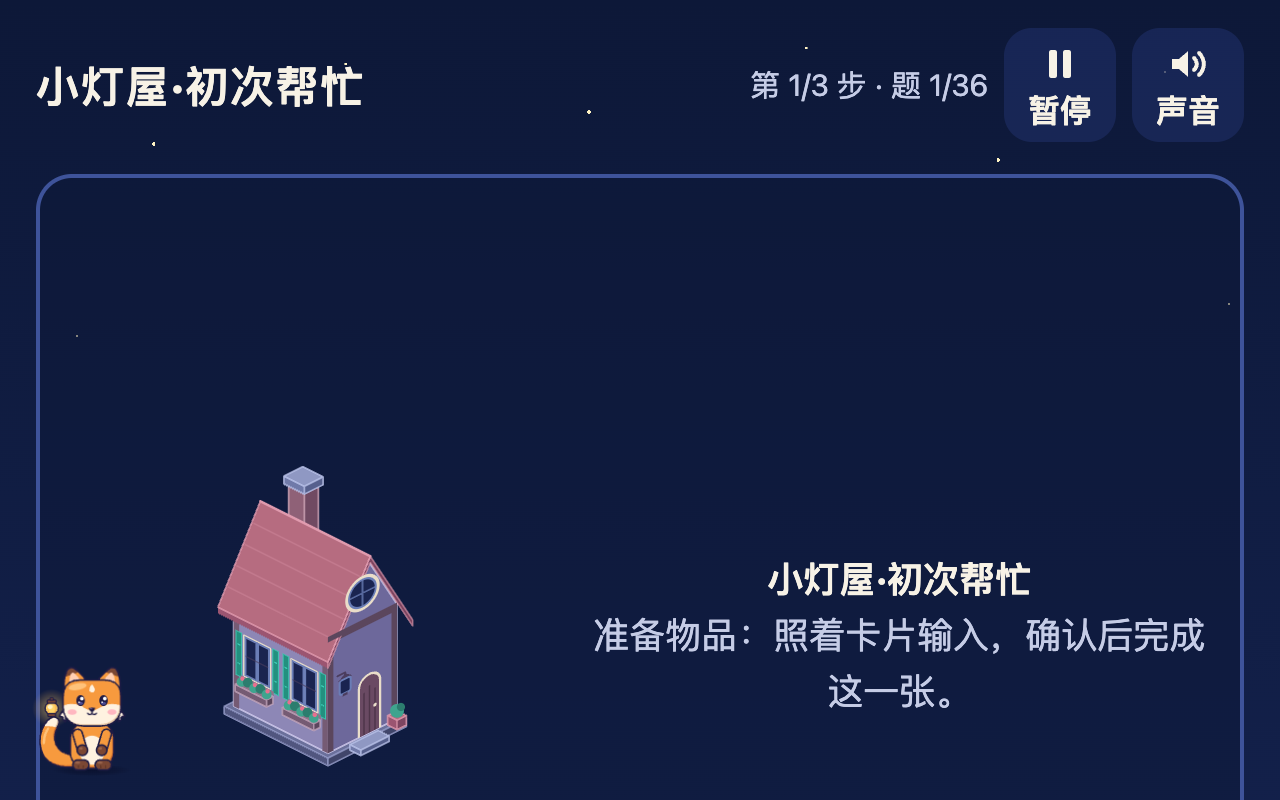 小灯屋·初次帮忙
第 1/3 步 · 题 1/36
暂停
声音
小灯屋·初次帮忙
准备物品：照着卡片输入，确认后完成
这一张。